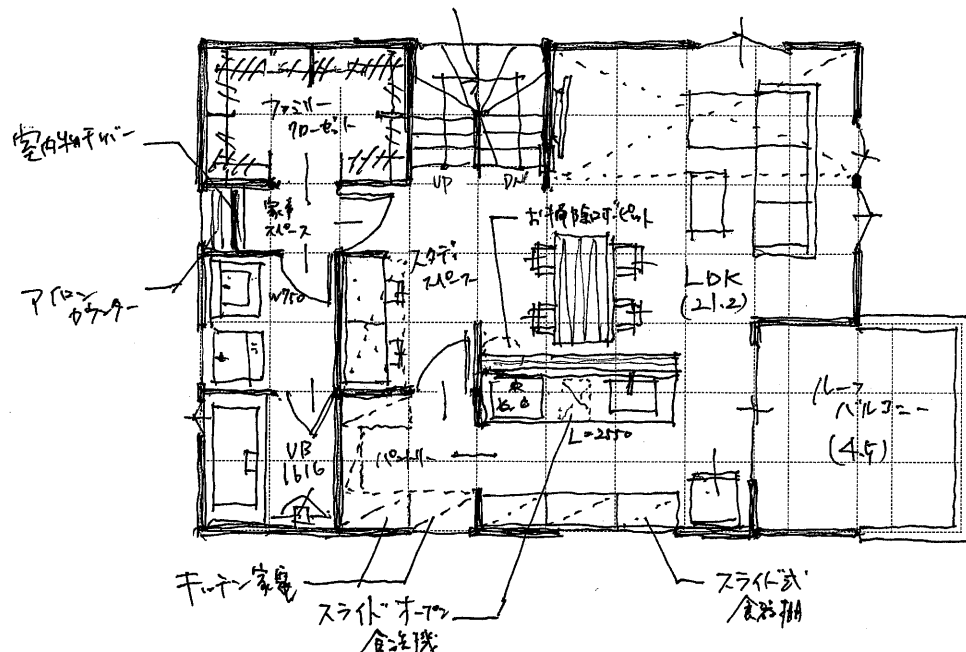 ファミリー
クローゼット
室内物干バー
UP
DN
家事
スペース
お掃除ロボピット
スタディ
スペース
LDK
(21.2)
アイロン
カウンター
W750
ルーフ
バルコニー
(4.5)
L=2550
UB
1616
パントリー
キッチン家電
スライドオープン
食洗機
スライド式
食器棚